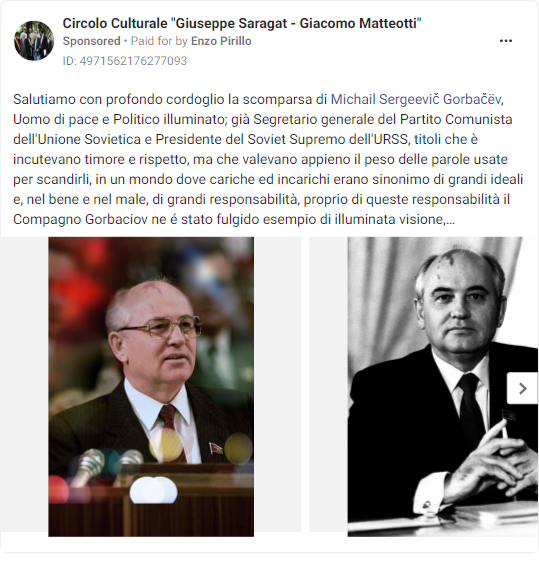 Circolo Culturale "Giuseppe Saragat - Giacomo Matteotti"
Sponsored • Paid for by Enzo Pirillo
ID: 4971562176277093
Salutiamo con profondo cordoglio la scomparsa di Michail Sergeevič Gorbačëv,
Uomo di pace e Politico illuminato; già Segretario generale del Partito Comunista
dell'Unione Sovietica e Presidente del Soviet Supremo dell'URSS, titoli che è
incutevano timore e rispetto, ma che valevano appieno il peso delle parole usate
per scandirli, in un mondo dove cariche ed incarichi erano sinonimo di grandi ideali
e, nel bene e nel male, di grandi responsabilità, proprio di queste responsabilità il
Compagno Gorbaciov ne é stato fulgido esempio di illuminata visione,...